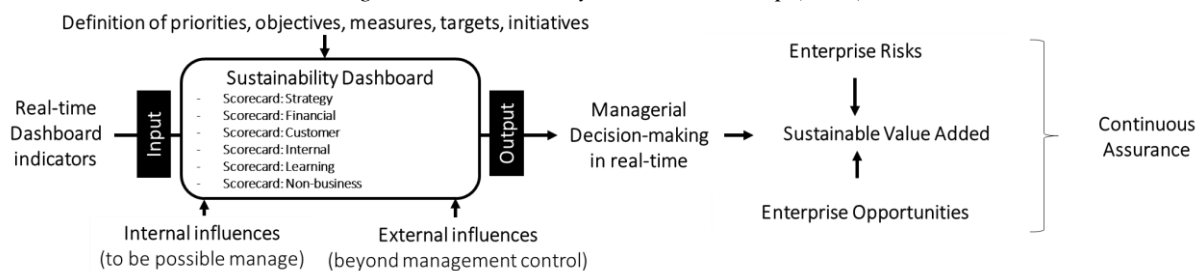 Definition of priorities, objectives, measures, targets, initiatives
Sustainability Dashboard
- Scorecard: Strategy
- Scorecard: Financial
- Scorecard: Customer
- Scorecard: Internal
- Scorecard: Learning
- Scorecard: Non-business
Real-time
Dashboard
indicators
Input
Output
Internal influences
(to be possible manage)
External influences
(beyond management control)
Managerial
Decision-making
in real-time
Enterprise Risks
Sustainable Value Added
Enterprise Opportunities
Continuous
Assurance